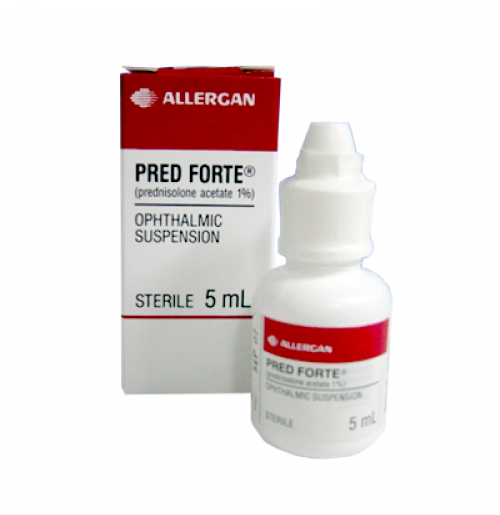 ALLERGAN
PRED FORTE®
(prednisolone acetate 1%)
OPHTHALMIC
SUSPENSION
STERILE 5 mL
ALLERGAN
PRED FORTE®
(prednisolone acetate 1%)
OPHTHALMIC SUSPENSION
STERILE 5 mL